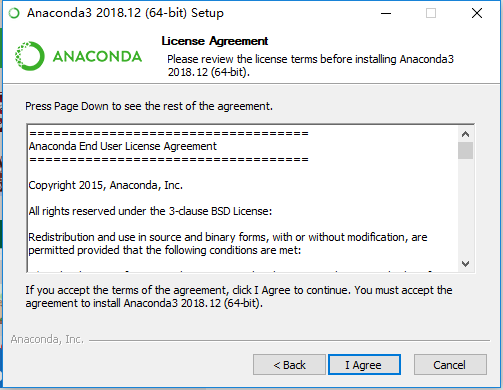 Anaconda3 2018.12 (64-bit) Setup
ANACONDA
License Agreement
Please review the license terms before installing Anaconda3
2018.12 (64-bit).
Press Page Down to see the rest of the agreement.
====================================
Anaconda End User License Agreement
====================================
Copyright 2015, Anaconda, Inc.
All rights reserved under the 3-clause BSD License:
Redistribution and use in source and binary forms, with or without modification, are
permitted provided that the following conditions are met:
If you accept the terms of the agreement, click I Agree to continue. You must accept the
agreement to install Anaconda3 2018.12 (64-bit).
Anaconda, Inc.
< Back
I Agree
Cancel